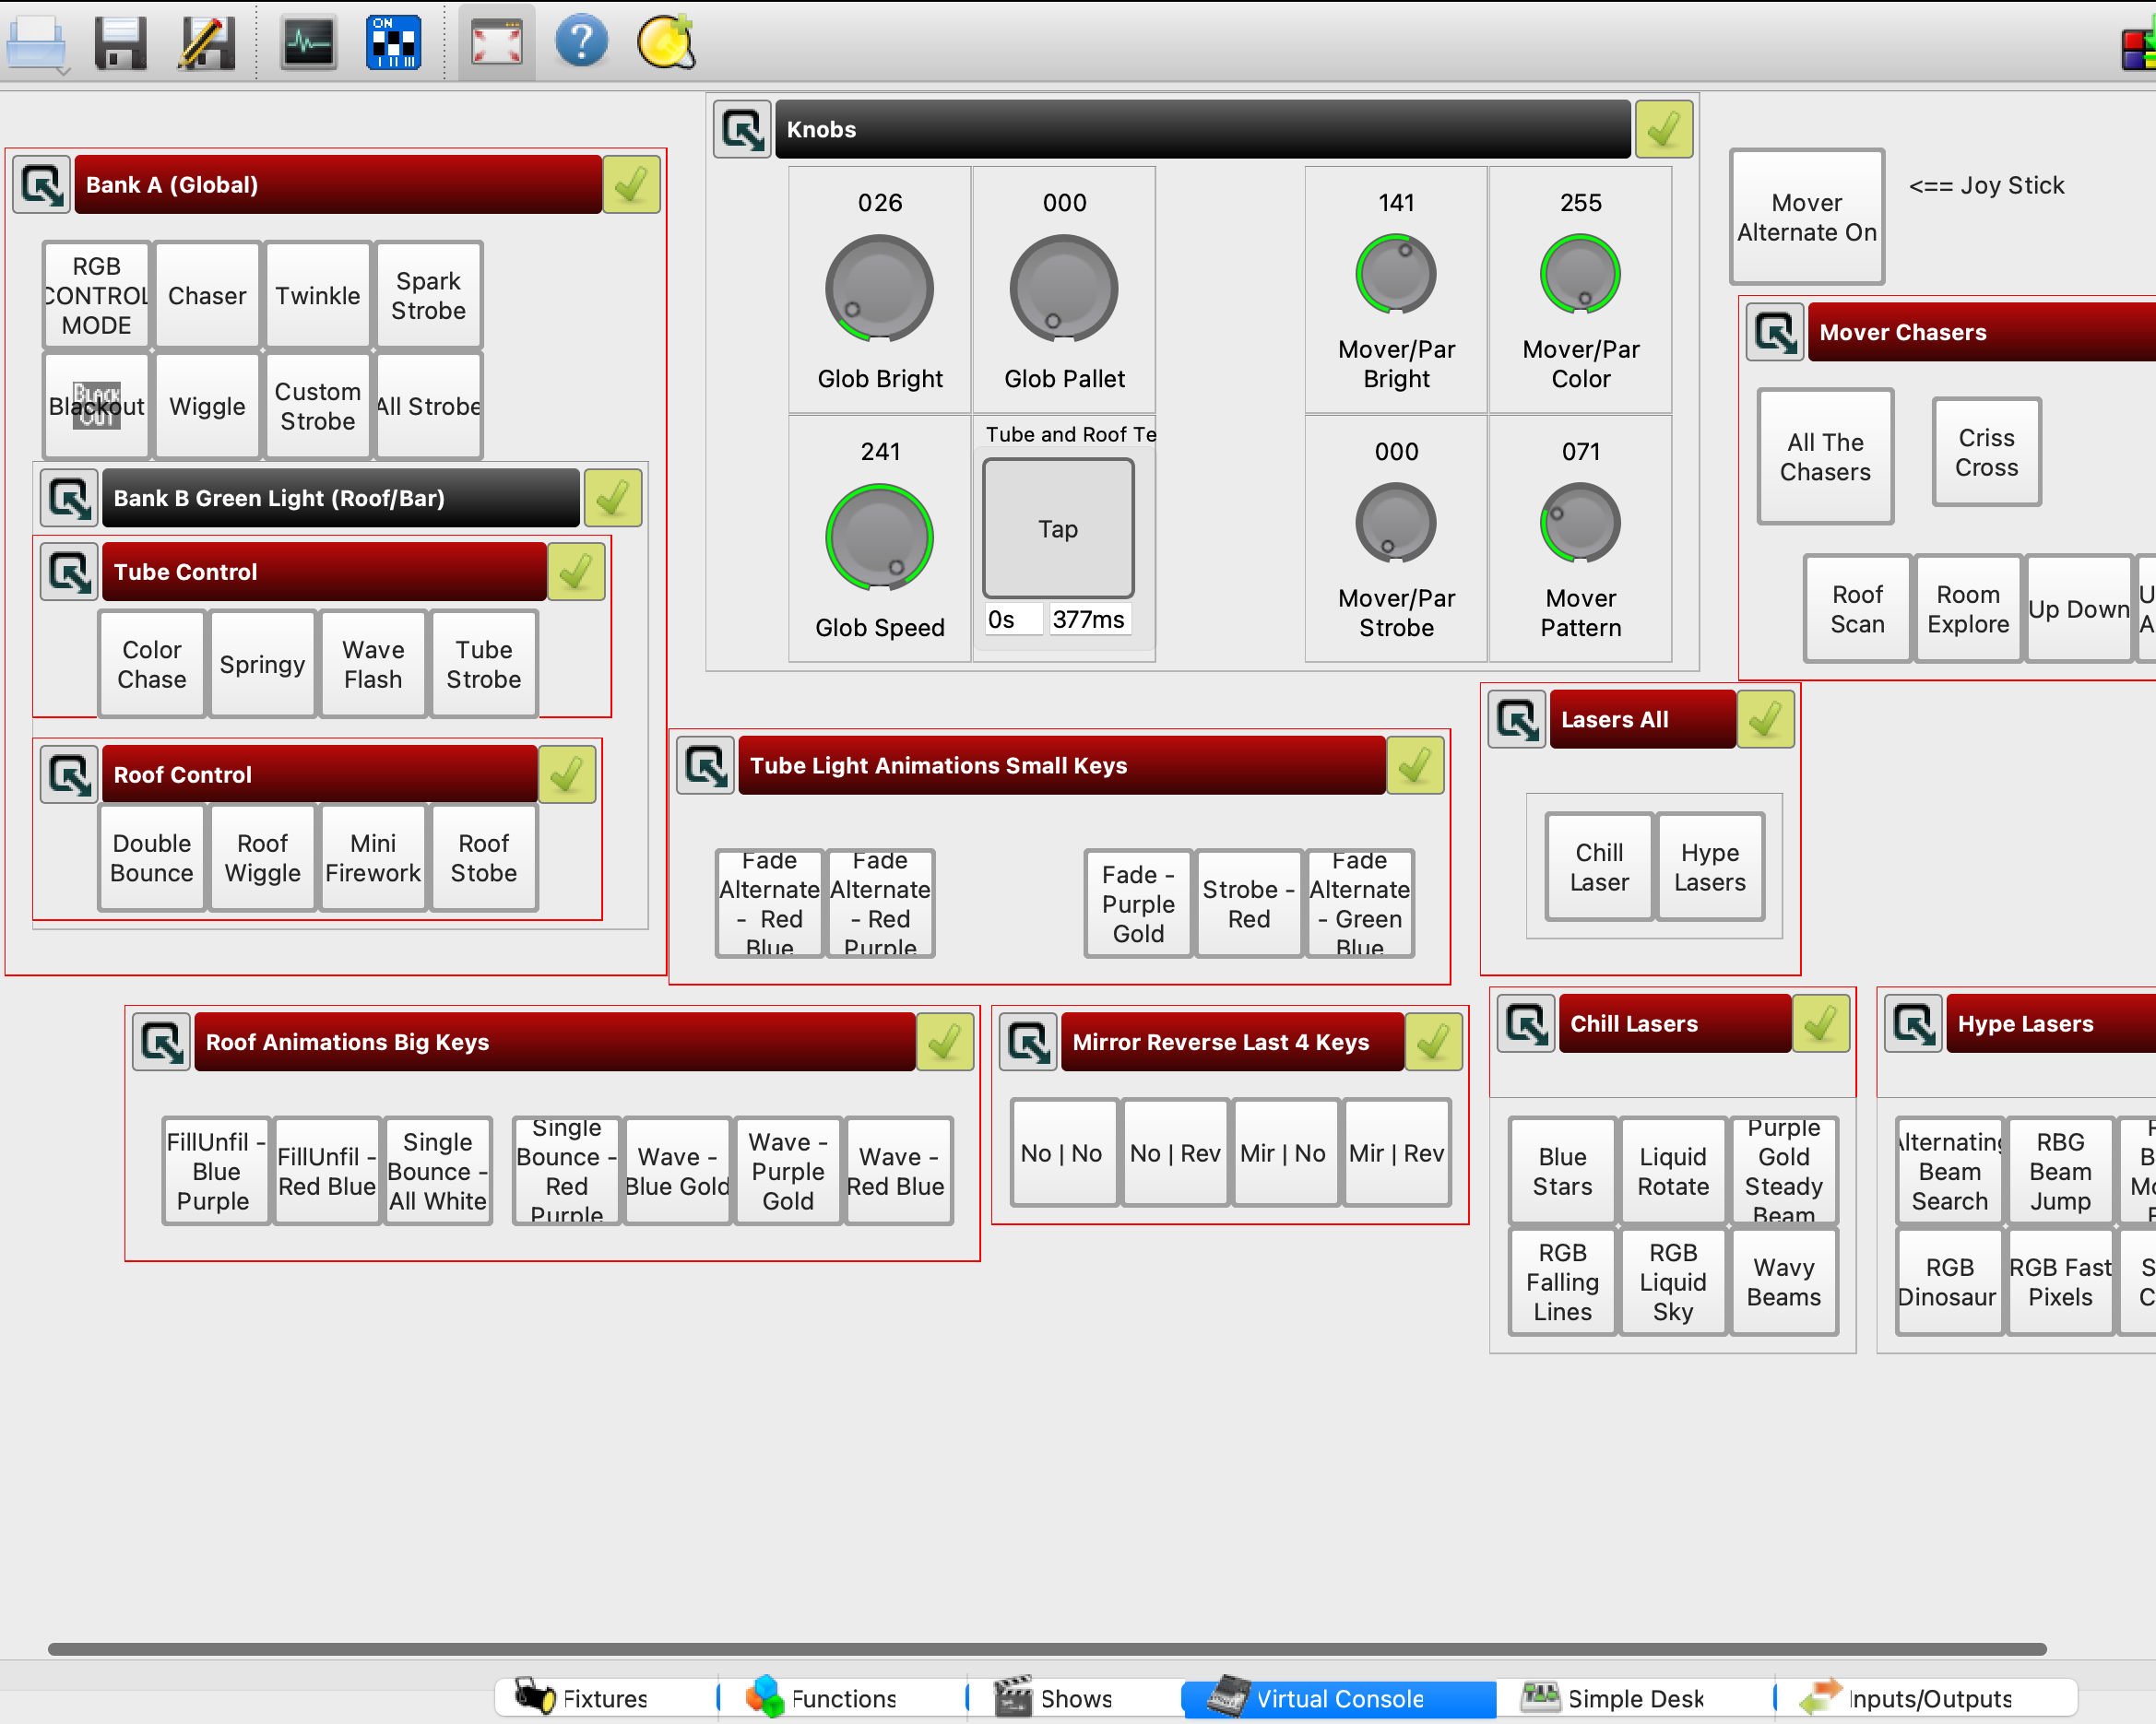 ON
Knobs
Bank A (Global)
RGB
CONTROL
MODE
Chaser
Twinkle
Spark
Strobe
Blackout
BLACK
OUT
Wiggle
Custom
Strobe
All Strobe
Bank B Green Light (Roof/Bar)
Tube Control
Color
Chase
Springy
Wave
Flash
Tube
Strobe
Roof Control
Double
Bounce
Roof
Wiggle
Mini
Firework
Roof
Stobe
026
Glob Bright
000
Glob Pallet
241
Glob Speed
Tube and Roof Te
Tap
0s
377ms
141
Mover/Par
Bright
255
Mover/Par
Color
000
Mover/Par
Strobe
071
Mover
Pattern
Mover
Alternate On
<== Joy Stick
Mover Chasers
All The
Chasers
Criss
Cross
Roof
Scan
Room
Explore
Up Down
Tube Light Animations Small Keys
Fade
Alternate
- Red
Blue
Fade
Alternate
- Red
Purple
Fade -
Purple
Gold
Strobe -
Red
Fade
Alternate
- Green
Blue
Lasers All
Chill
Laser
Hype
Lasers
Roof Animations Big Keys
FillUnfil -
Blue
Purple
FillUnfil -
Red Blue
Single
Bounce -
All White
Single
Bounce -
Red
Purple
Wave -
Blue Gold
Wave -
Purple
Gold
Wave -
Red Blue
Mirror Reverse Last 4 Keys
No | No
No | Rev
Mir | No
Mir | Rev
Chill Lasers
Blue
Stars
Liquid
Rotate
Purple
Gold
Steady
Beam
RGB
Falling
Lines
RGB
Liquid
Sky
Wavy
Beams
Hype Lasers
Alternating
Beam
Search
RBG
Beam
Jump
RGB
Dinosaur
RGB Fast
Pixels
Fixtures
Functions
Shows
Virtual Console
Simple Desk
Inputs/Outputs